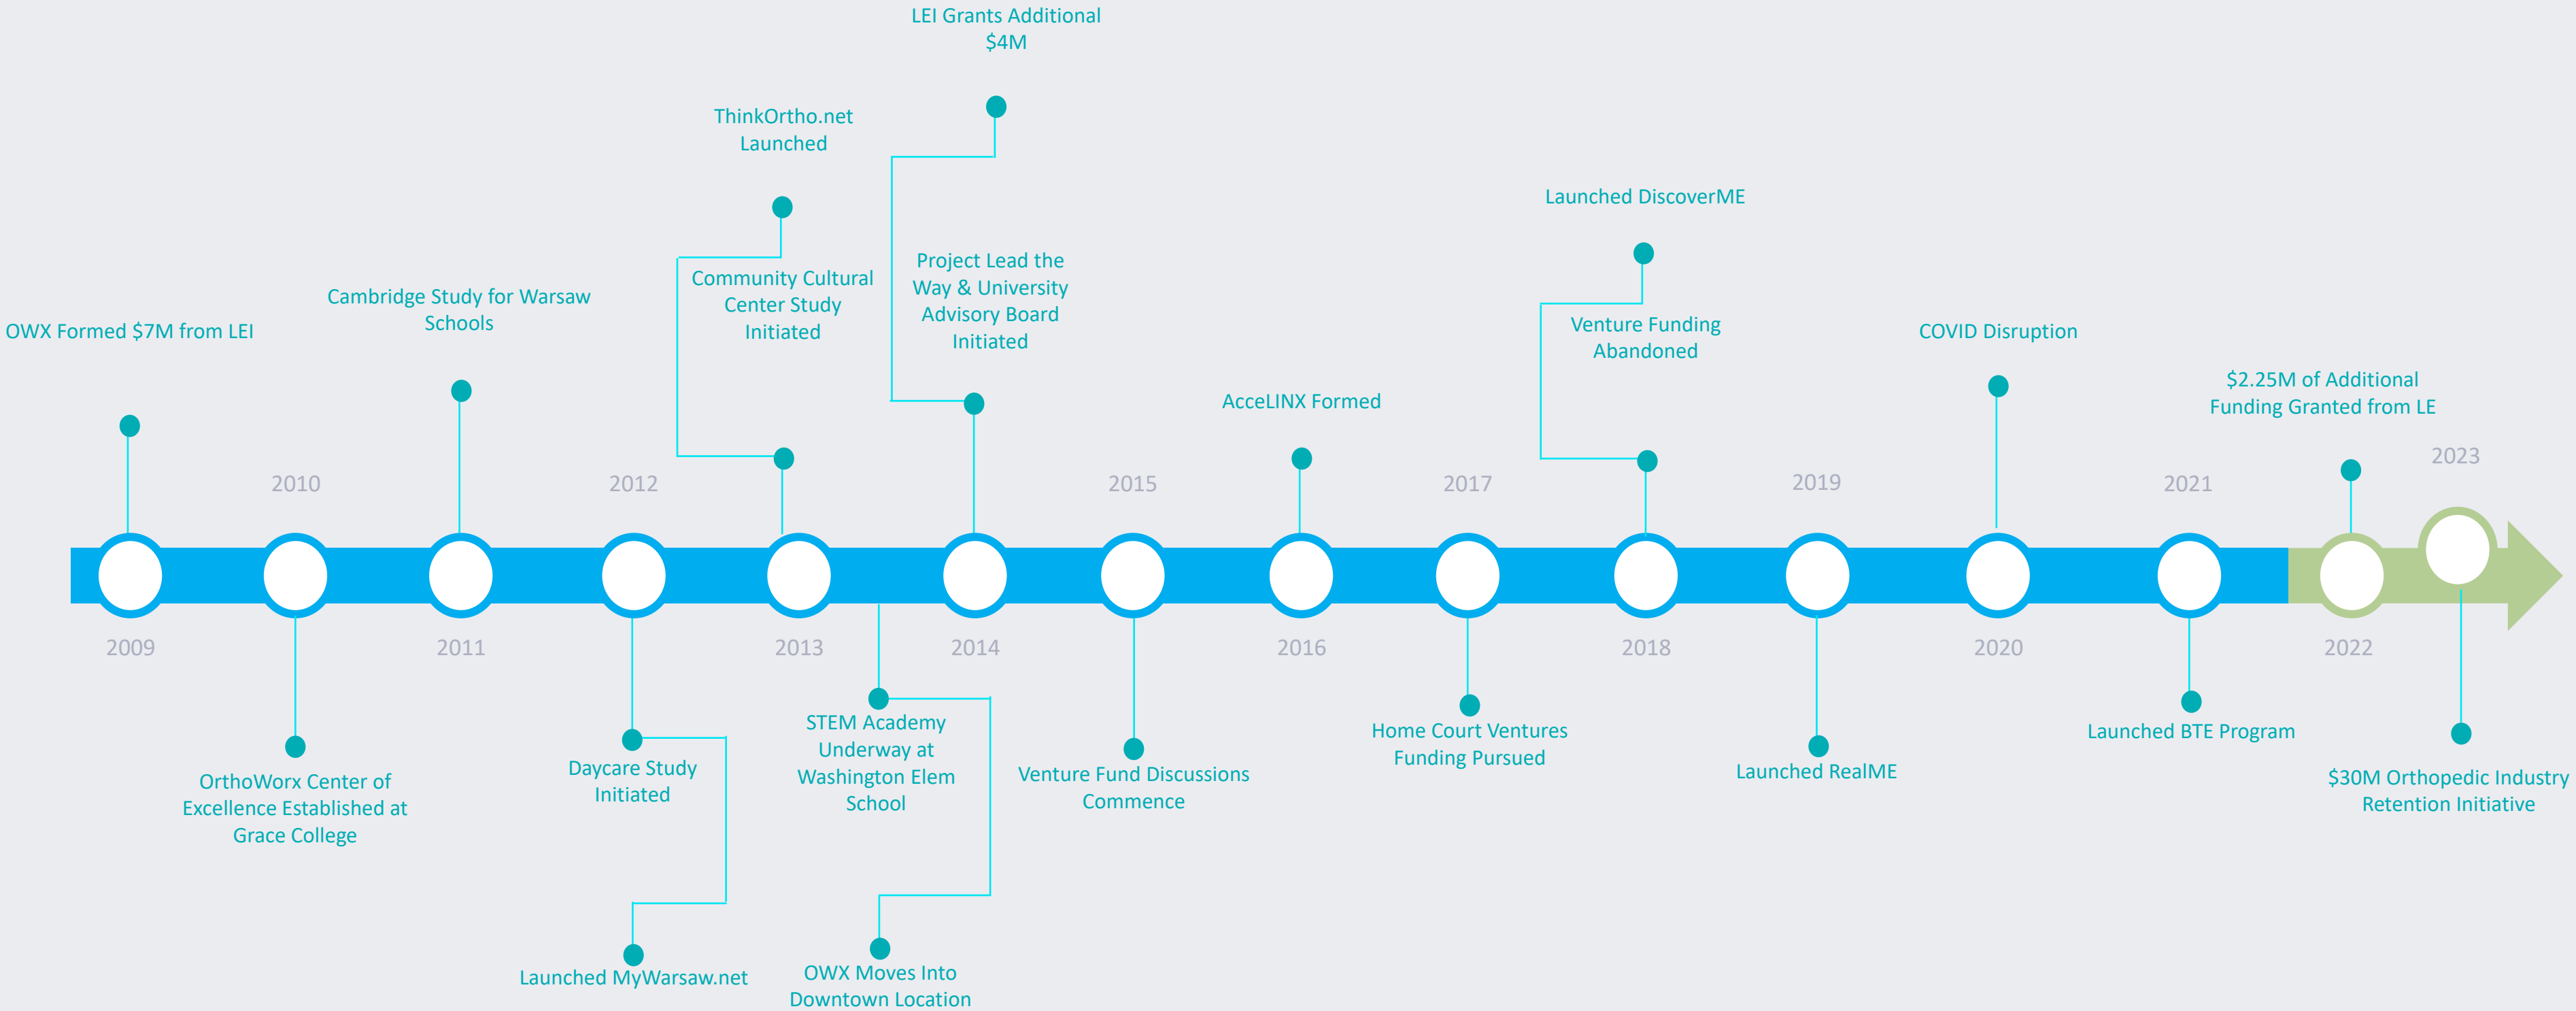 LEI Grants Additional
$4M
ThinkOrtho.net
Launched
Launched DiscoverME
Project Lead the
Way & University
Advisory Board
Initiated
Community Cultural
Center Study
Initiated
Cambridge Study for Warsaw
Schools
OWX Formed $7M from LEI
Venture Funding
Abandoned
COVID Disruption
$2.25M of Additional
Funding Granted from LE
AcceLINX Formed
2023
2010
2012
2015
2017
2019
2021
2009
2011
2013
2014
2016
2018
2020
2022
STEM Academy
Underway at
Washington Elem
School
Home Court Ventures
Funding Pursued
Launched BTE Program
Daycare Study
Initiated
Venture Fund Discussions
Commence
Launched RealME
$30M Orthopedic Industry
Retention Initiative
OrthoWorx Center of
Excellence Established at
Grace College
Launched MyWarsaw.net
OWX Moves Into
Downtown Location